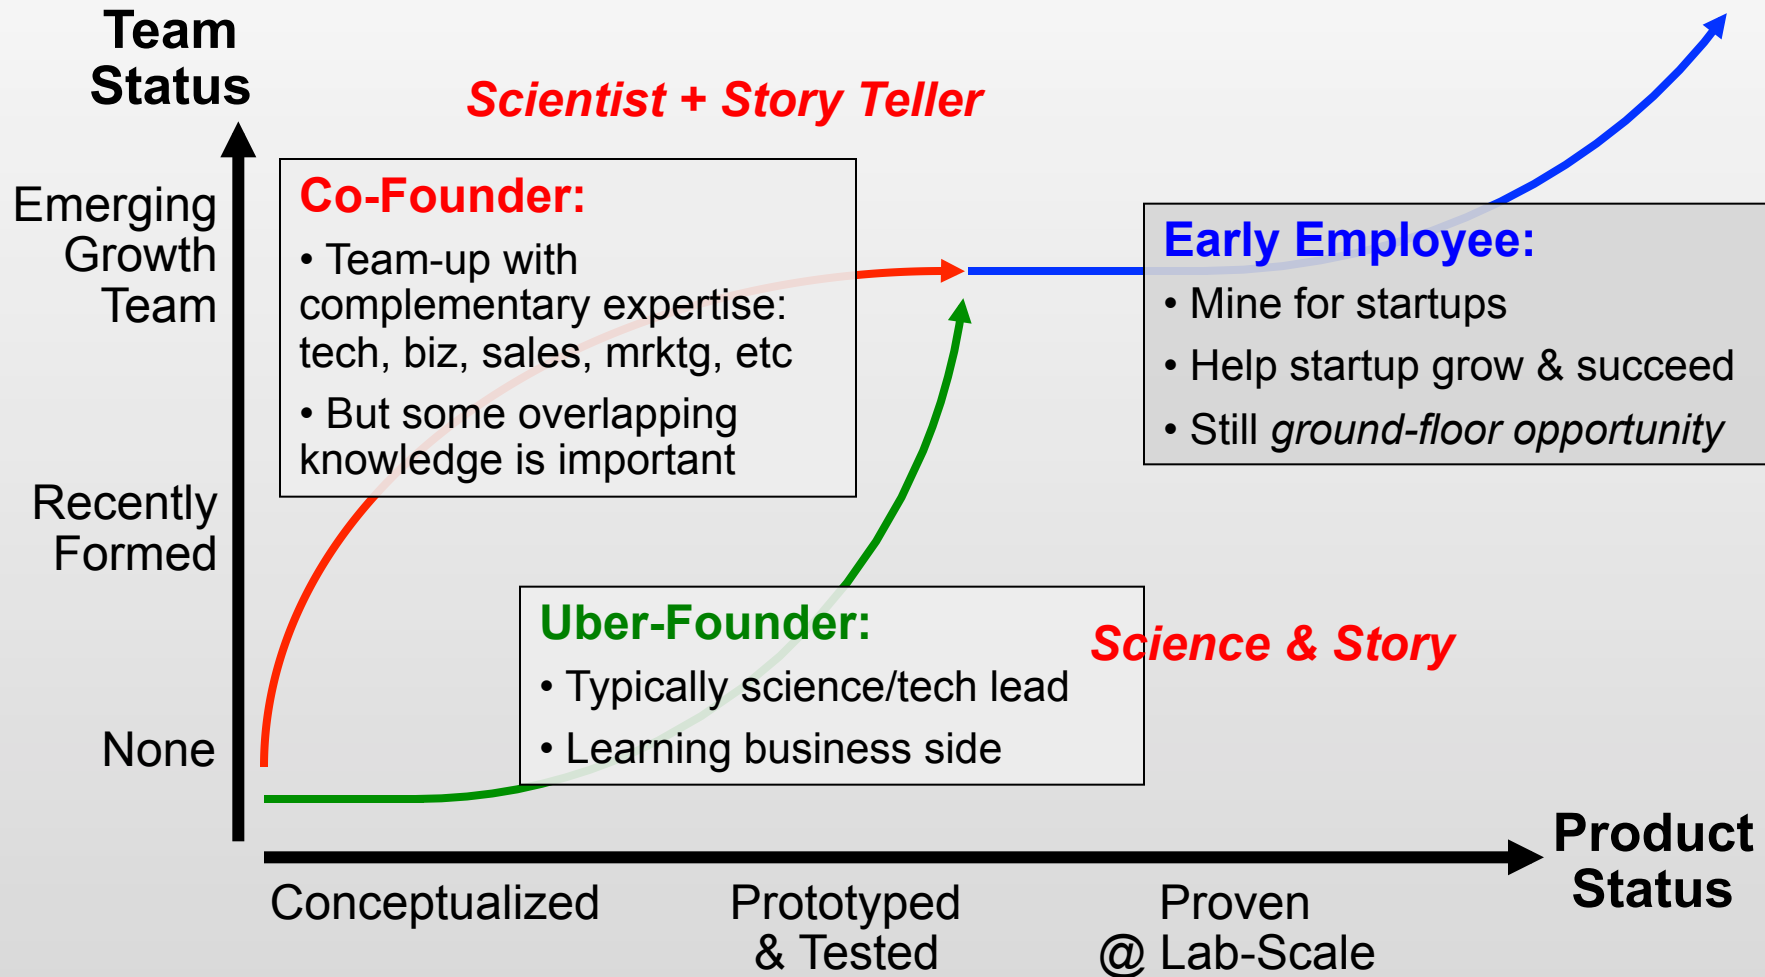 Team
Status
Scientist + Story Teller
Emerging
Growth
Team
Recently
Formed
None
Co-Founder:
• Team-up with
complementary expertise:
tech, biz, sales, mrktg, etc
• But some overlapping
knowledge is important
Early Employee:
• Mine for startups
• Help startup grow & succeed
• Still ground-floor opportunity
Uber-Founder:
• Typically science/tech lead
• Learning business side
Science & Story
Product
Status
Conceptualized
Prototyped
& Tested
Proven
@ Lab-Scale